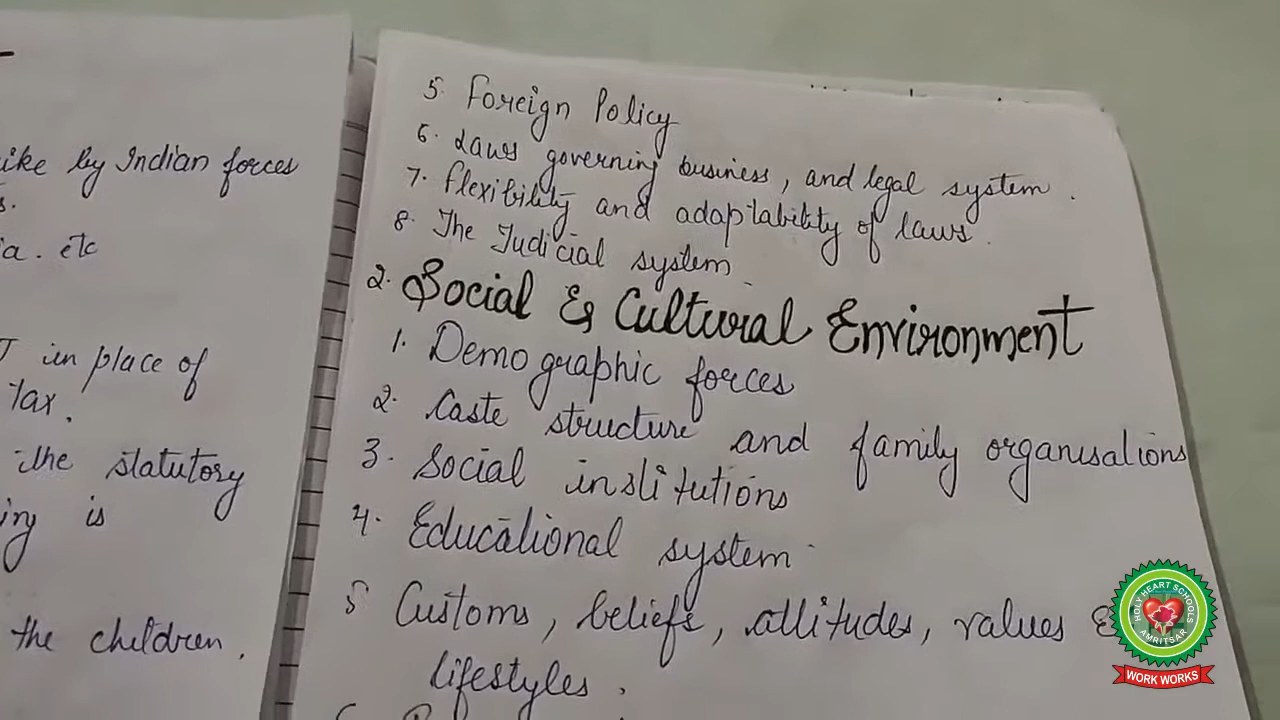 ike by Indian forces
s.
a. etc
T in place of
Tax.
the statutory
ing is
the children.
5. Foreign Policy
6. Laws governing business, and legal system.
7. flexibility and adaptability of laws.
8. The Judicial system
2. Social & Cultural Environment
1. Demographic forces
2. Caste structure and family organisations
3. Social institutions
4. Educational system
5 Customs, beliefs, attitudes, values &
lifestyles.
HOLY HEART SCHOOLS
AMRITSAR
WORK WORKS